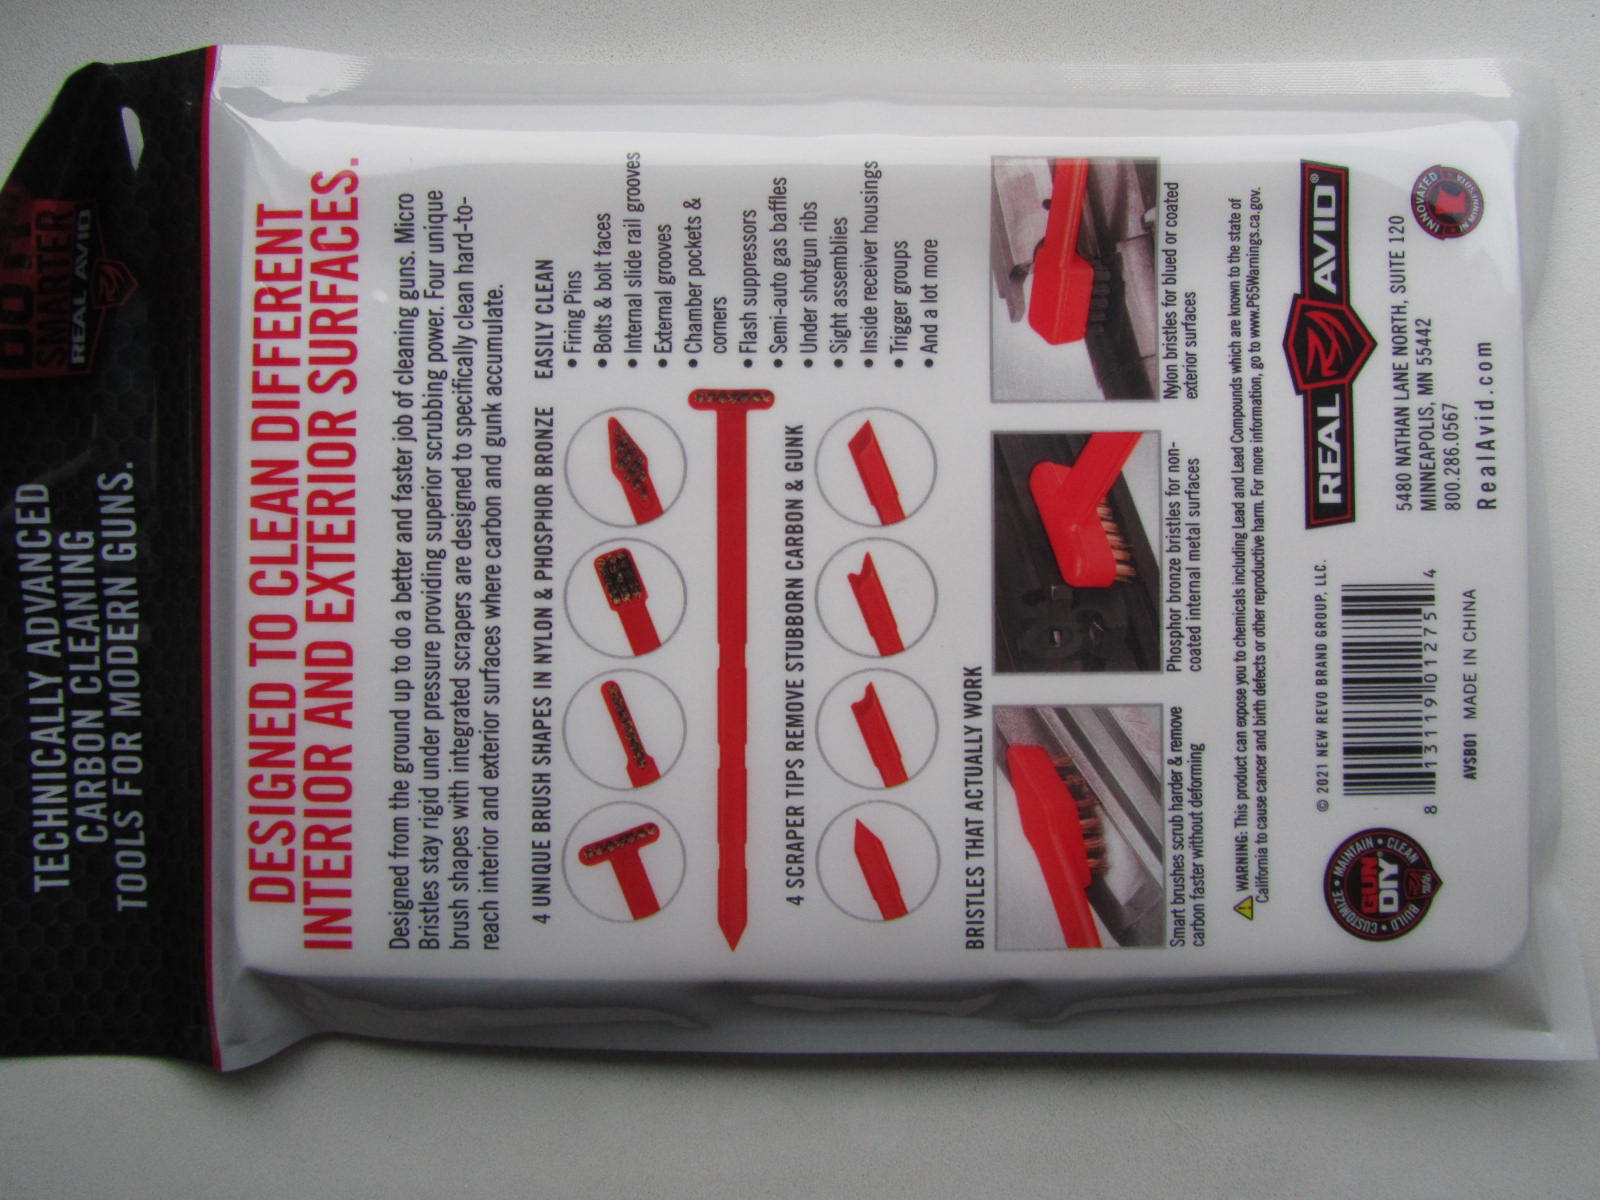 SMARTER
REAL AVID
TECHNICALLY ADVANCED
CARBON CLEANING
TOOLS FOR MODERN GUNS.
DESIGNED TO CLEAN DIFFERENT
INTERIOR AND EXTERIOR SURFACES.
Designed from the ground up to do a better and faster job of cleaning guns. Micro
Bristles stay rigid under pressure providing superior scrubbing power. Four unique
brush shapes with integrated scrapers are designed to specifically clean hard-to-
reach interior and exterior surfaces where carbon and gunk accumulate.
4 UNIQUE BRUSH SHAPES IN NYLON & PHOSPHOR BRONZE
4 SCRAPER TIPS REMOVE STUBBORN CARBON & GUNK
EASILY CLEAN
• Firing Pins
• Bolts & bolt faces
• Internal slide rail grooves
• External grooves
• Chamber pockets &
corners
• Flash suppressors
• Semi-auto gas baffles
• Under shotgun ribs
• Sight assemblies
• Inside receiver housings
• Trigger groups
• And a lot more
BRISTLES THAT ACTUALLY WORK
Smart brushes scrub harder & remove
carbon faster without deforming
Phosphor bronze bristles for non-
coated internal metal surfaces
Nylon bristles for blued or coated
exterior surfaces
WARNING: This product can expose you to chemicals including Lead and Lead Compounds which are known to the state of
California to cause cancer and birth defects or other reproductive harm. For more information, go to www.P65Warnings.ca.gov.
BUILD • CUSTOMIZE • MAINTAIN • CLEAN
GUN
DIY
© 2021 NEW REVO BRAND GROUP, LLC.
8 13119 01275 4
AVSB01 MADE IN CHINA
REAL AVID®
5480 NATHAN LANE NORTH, SUITE 120
MINNEAPOLIS, MN 55442
800.286.0567
RealAvid.com
INNOVATED
IN MINNESOTA